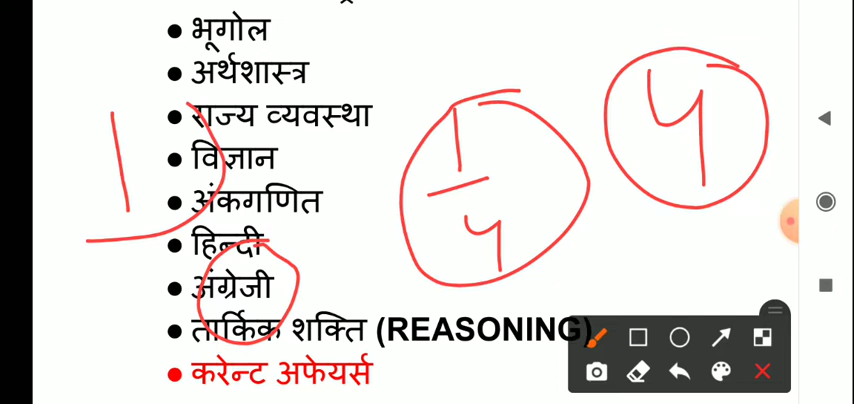 ● भूगोल
● अर्थशास्त्र
● राज्य व्यवस्था
● विज्ञान
● अंकगणित
● हिन्दी
● अंग्रेजी
● तार्किक शक्ति (REASONING)
● करेन्ट अफेयर्स
1
1/4
4